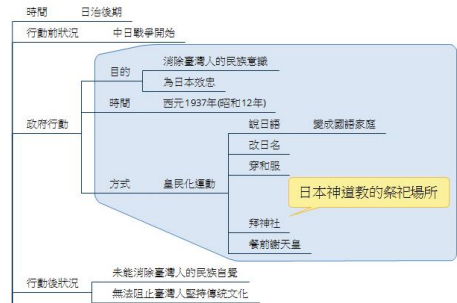 時間 日治後期
行動前狀況 中日戰爭開始
政府行動
目的
消除臺灣人的民族意識
為日本效忠
時間 西元1937年(昭和12年)
方式 皇民化運動
說日語 變成國語家庭
改日名
穿和服
拜神社
日本神道教的祭祀場所
餐前謝天皇
行動後狀況
未能消除臺灣人的民族自覺
無法阻止臺灣人堅持傳統文化